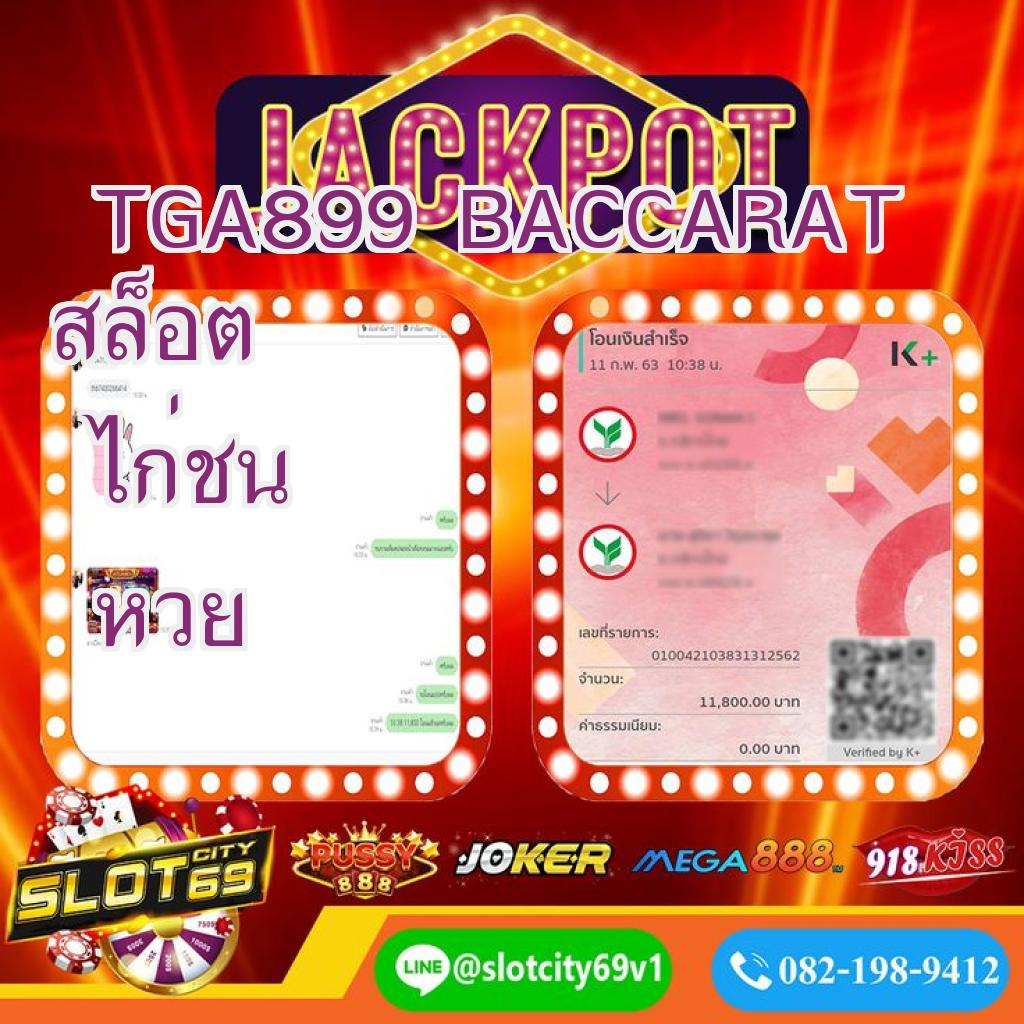 JACKPOT
TGA899 BACCARAT
สล็อต
ไก่ชน
หวย
โอนเงินสำเร็จ
11 ก.พ. 63 10:38 น.
K+
เลขที่รายการ:
010042103831312562
จำนวน:
11,800.00 บาท
ค่าธรรมเนียม:
0.00 บาท
Verified by K+
SLOT CITY 69
PUSSY 888
JOKER
MEGA888
918KISS
LINE @slotcity69v1
082-198-9412